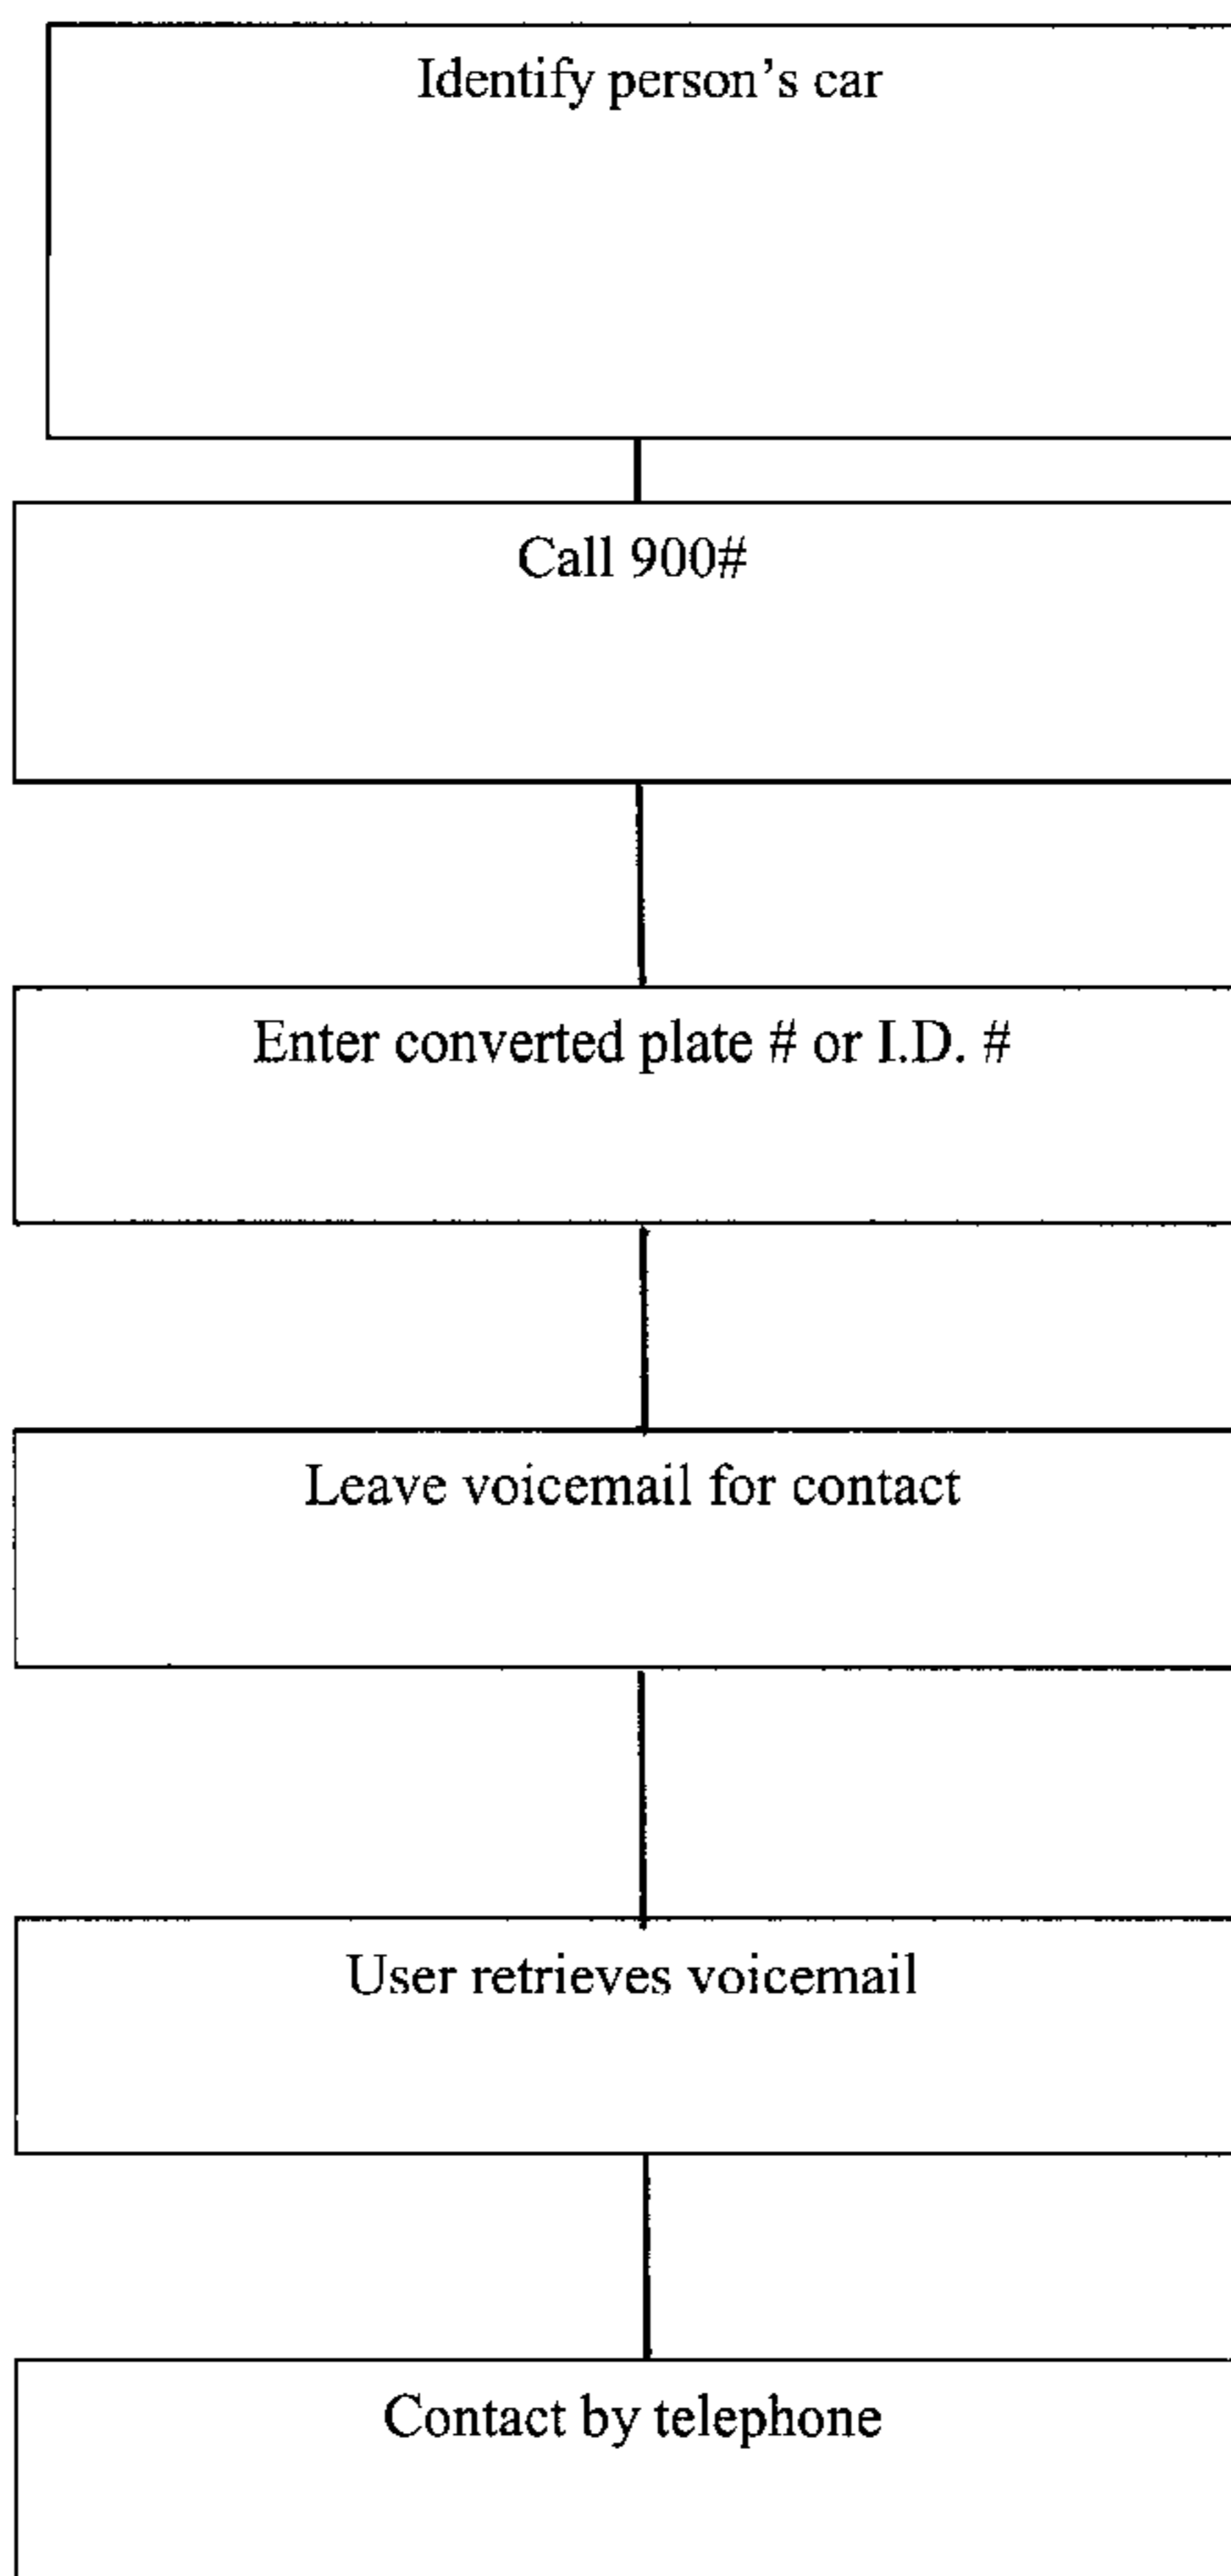 Identify person's car
Call 900#
Enter converted plate # or I.D. #
Leave voicemail for contact
User retrieves voicemail
Contact by telephone